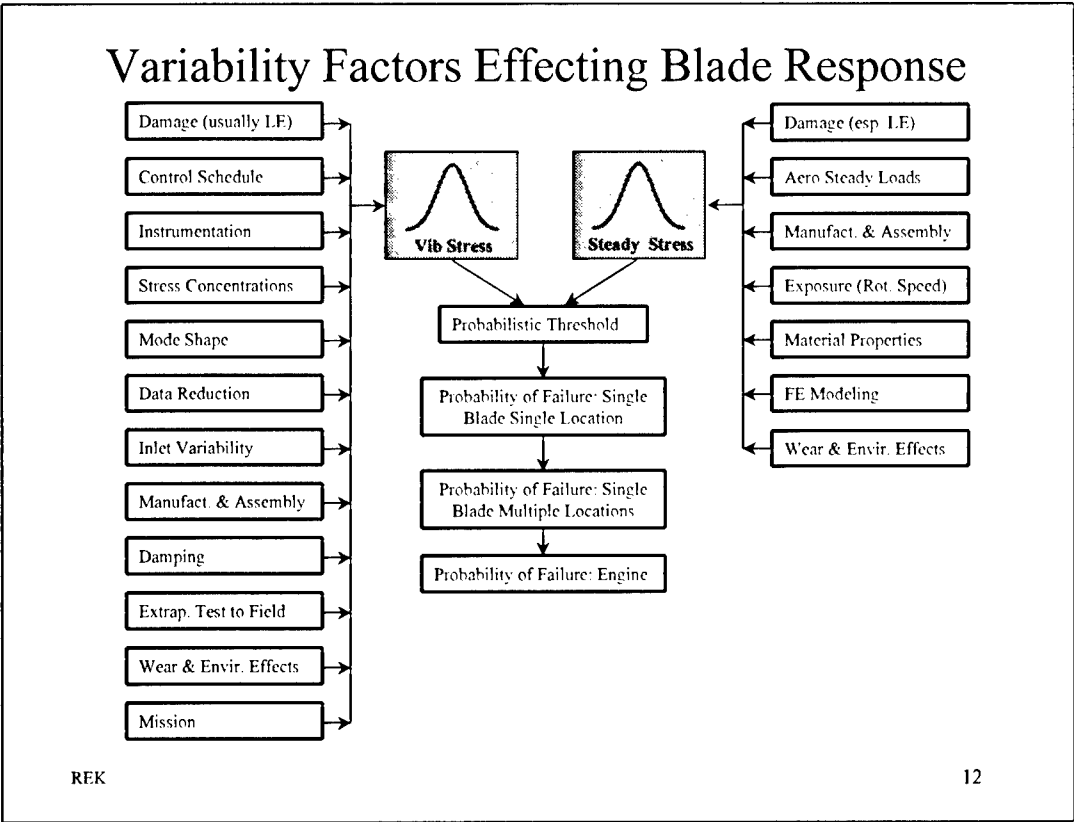 Variability Factors Effecting Blade Response
Damage (usually LE)
Control Schedule
Instrumentation
Stress Concentrations
Mode Shape
Data Reduction
Inlet Variability
Manufact. & Assembly
Damping
Extrap. Test to Field
Wear & Envir. Effects
Mission
Vib Stress
Steady Stress
Probabilistic Threshold
Probability of Failure: Single
Blade Single Location
Probability of Failure: Single
Blade Multiple Locations
Probability of Failure: Engine
Damage (esp LE)
Aero Steady Loads
Manufact. & Assembly
Exposure (Rot. Speed)
Material Properties
FE Modeling
Wear & Envir. Effects
REK
12